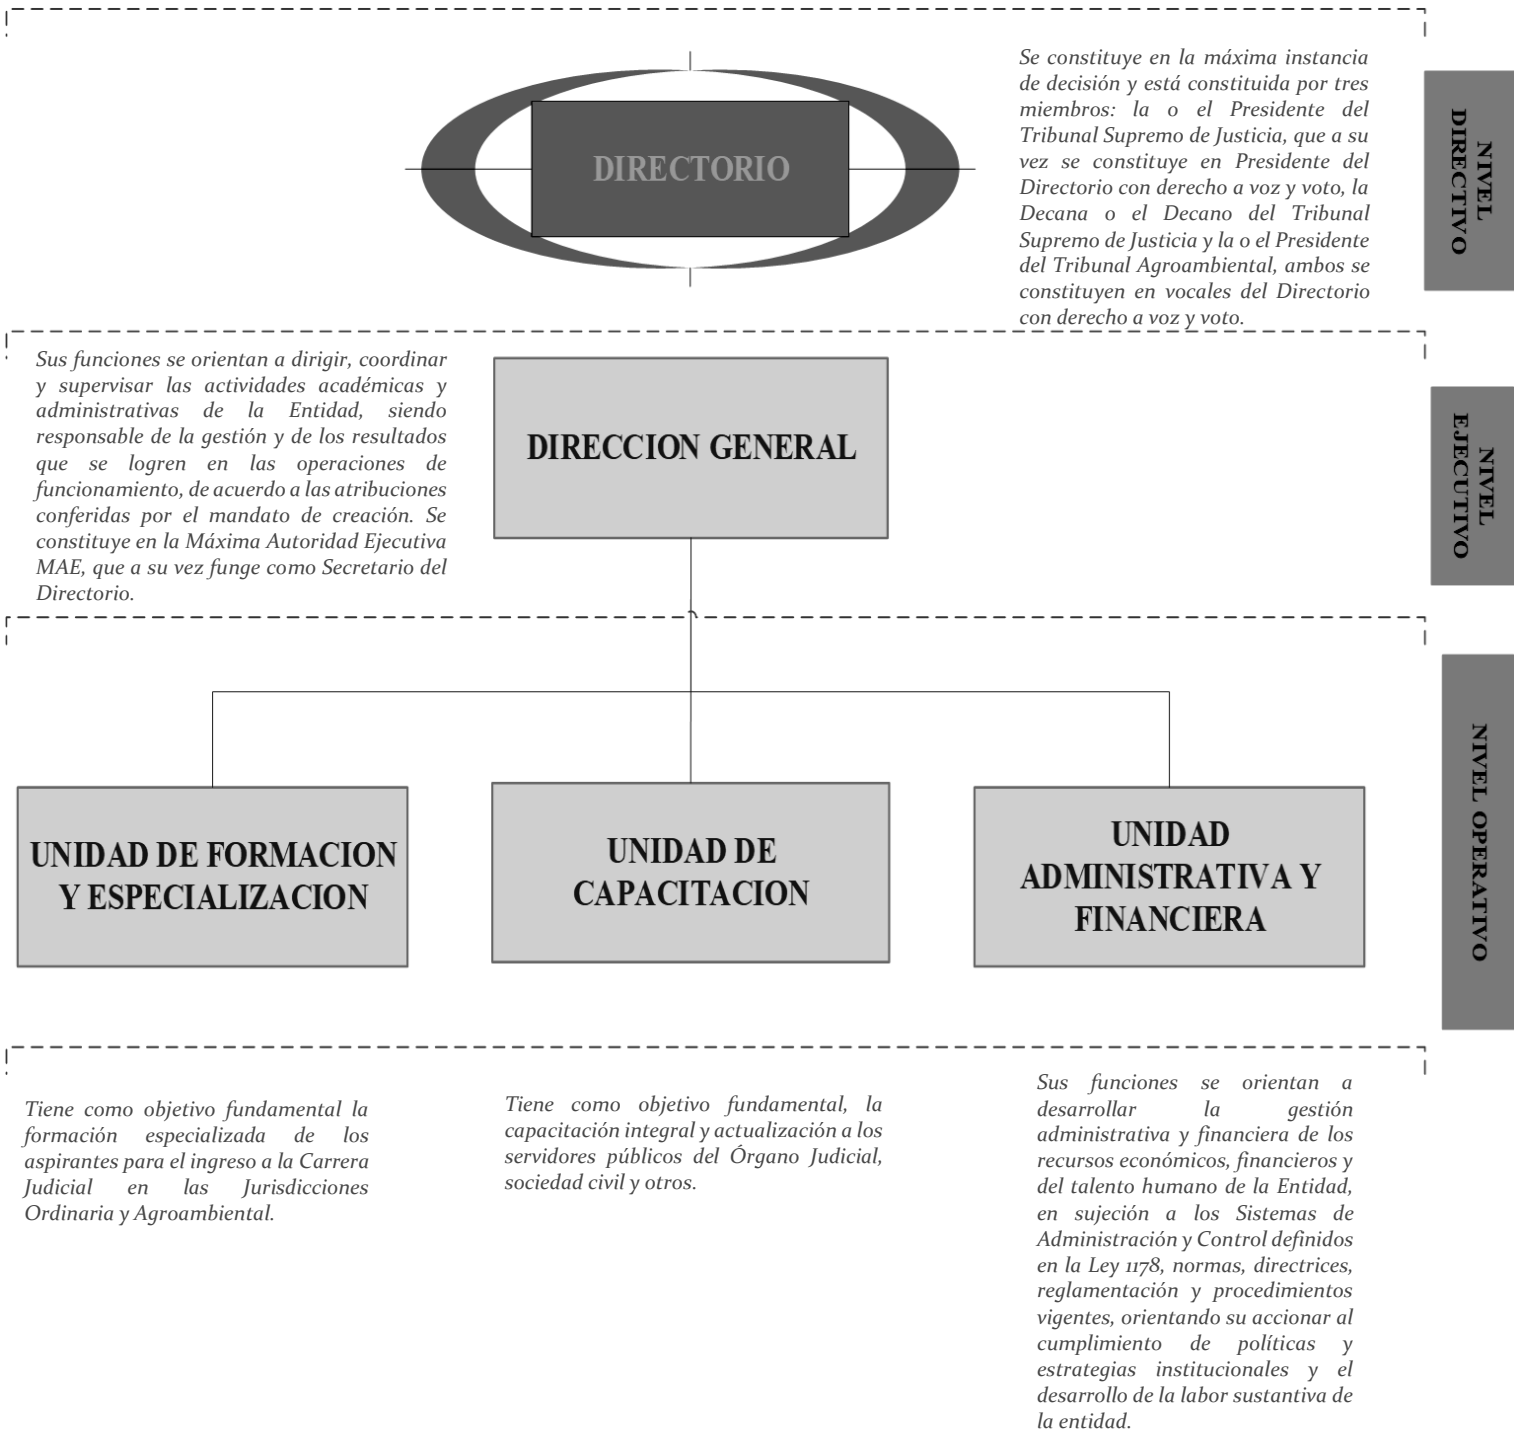 DIRECTORIO
Se constituye en la máxima instancia
de decisión y está constituida por tres
miembros: la o el Presidente del
Tribunal Supremo de Justicia, que a su
vez se constituye en Presidente del
Directorio con derecho a voz y voto, la
Decana o el Decano del Tribunal
Supremo de Justicia y la o el Presidente
del Tribunal Agroambiental, ambos se
constituyen en vocales del Directorio
con derecho a voz y voto.
NIVEL
DIRECTIVO
Sus funciones se orientan a dirigir, coordinar
y supervisar las actividades académicas y
administrativas de la Entidad, siendo
responsable de la gestión y de los resultados
que se logren en las operaciones de
funcionamiento, de acuerdo a las atribuciones
conferidas por el mandato de creación. Se
constituye en la Máxima Autoridad Ejecutiva
MAE, que a su vez funge como Secretario del
Directorio.
DIRECCION GENERAL
NIVEL
EJECUTIVO
UNIDAD DE FORMACION
Y ESPECIALIZACION
UNIDAD DE
CAPACITACION
UNIDAD
ADMINISTRATIVA Y
FINANCIERA
NIVEL OPERATIVO
Tiene como objetivo fundamental la
formación especializada de los
aspirantes para el ingreso a la Carrera
Judicial en las Jurisdicciones
Ordinaria y Agroambiental.
Tiene como objetivo fundamental, la
capacitación integral y actualización a los
servidores públicos del Órgano Judicial,
sociedad civil y otros.
Sus funciones se orientan a
desarrollar la gestión
administrativa y financiera de los
recursos económicos, financieros y
del talento humano de la Entidad,
en sujeción a los Sistemas de
Administración y Control definidos
en la Ley 1178, normas, directrices,
reglamentación y procedimientos
vigentes, orientando su accionar al
cumplimiento de políticas y
estrategias institucionales y el
desarrollo de la labor sustantiva de
la entidad.